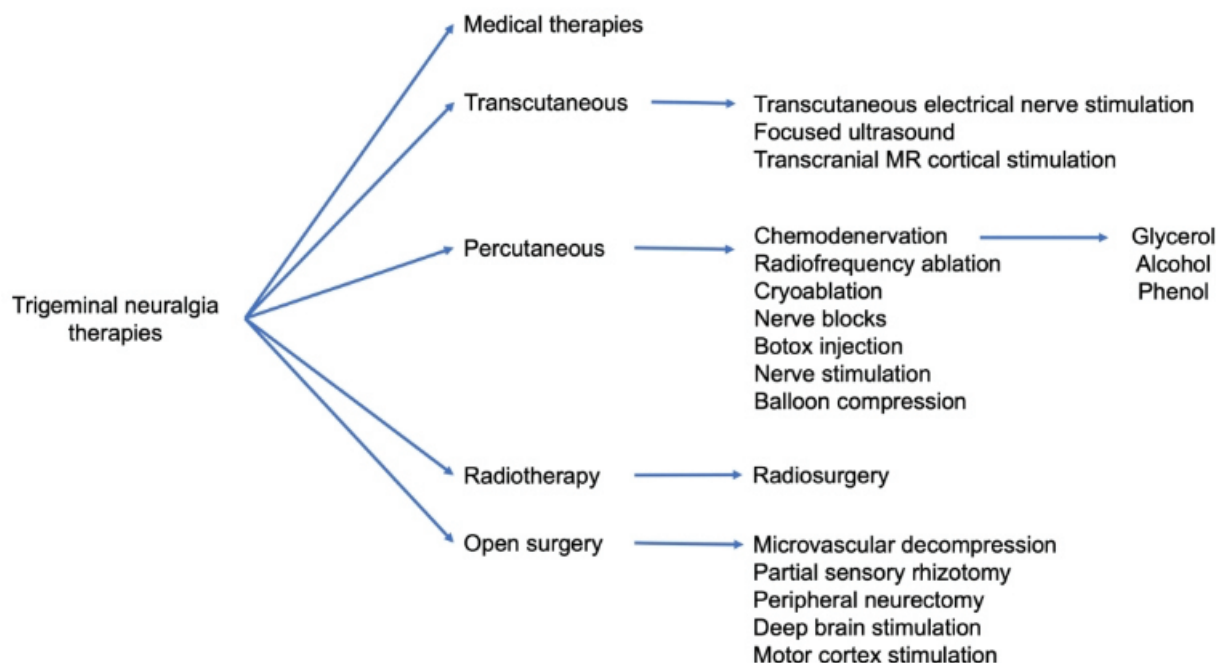 Medical therapies
Transcutaneous
Transcutaneous electrical nerve stimulation
Focused ultrasound
Transcranial MR cortical stimulation
Percutaneous
Chemodenervation
Radiofrequency ablation
Cryoablation
Nerve blocks
Botox injection
Nerve stimulation
Balloon compression
Glycerol
Alcohol
Phenol
Trigeminal neuralgia
therapies
Radiotherapy
Radiosurgery
Open surgery
Microvascular decompression
Partial sensory rhizotomy
Peripheral neurectomy
Deep brain stimulation
Motor cortex stimulation